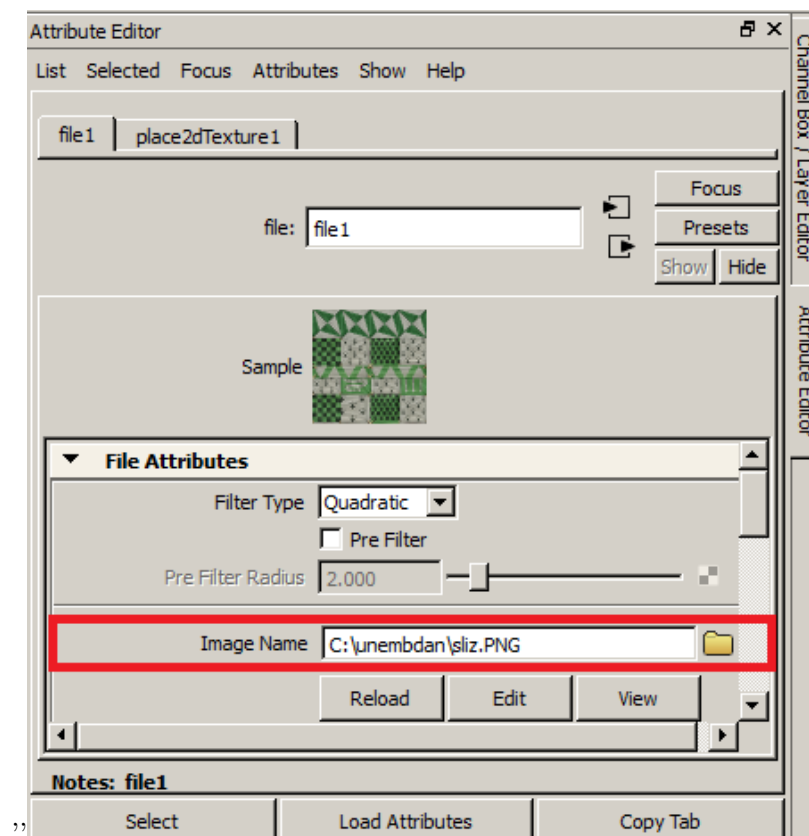 Attribute Editor
List Selected Focus Attributes Show Help
file1 place2dTexture1
file: file1
Focus
Presets
Show Hide
Sample
File Attributes
Filter Type Quadratic
Pre Filter
Pre Filter Radius 2.000
Image Name C:\unembdan\sliz.PNG
Reload Edit View
Notes: file1
,, Select Load Attributes Copy Tab
Channel Box / Layer Editor
Attribute Editor